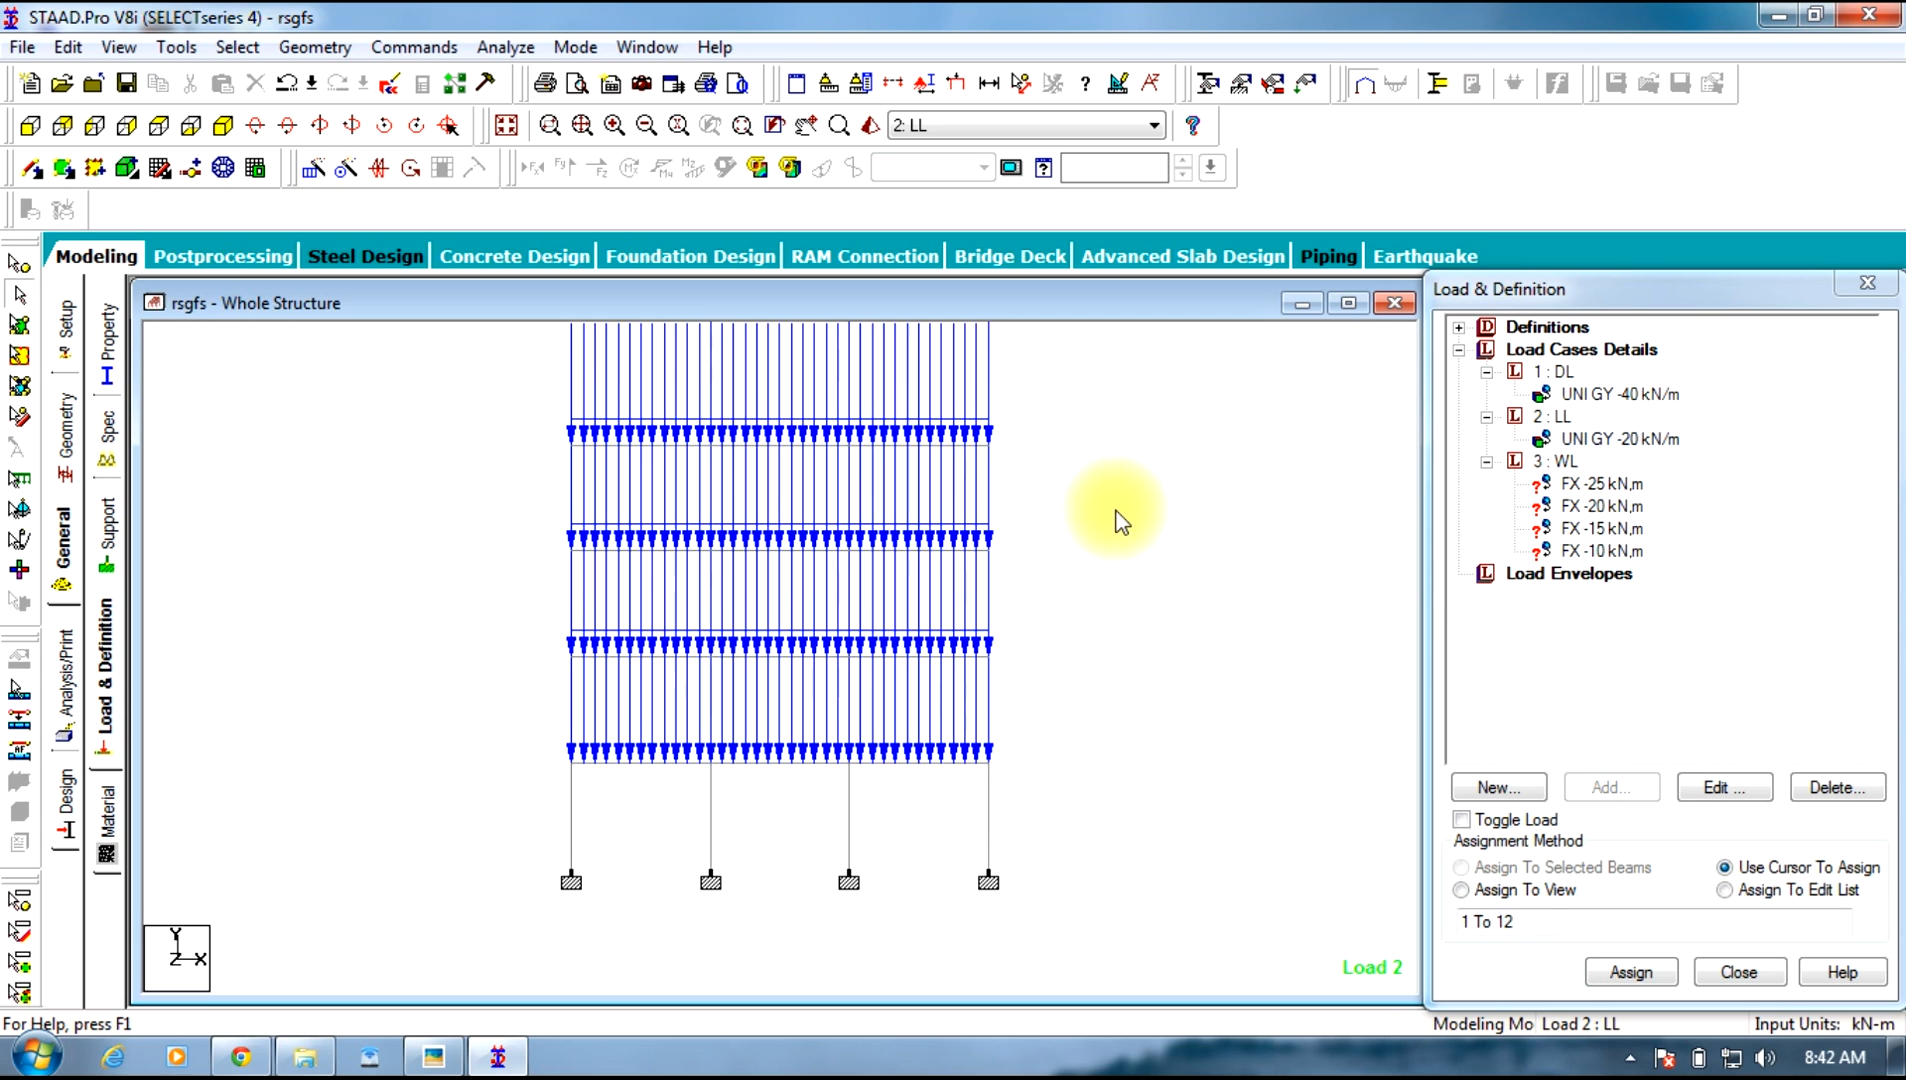 STAAD.Pro V8i (SELECTseries 4) - rsgfs
File Edit View Tools Select Geometry Commands Analyze Mode Window Help
2: LL
Modeling Postprocessing Steel Design Concrete Design Foundation Design RAM Connection Bridge Deck Advanced Slab Design Piping Earthquake
Setup
Geometry
General
Analysis/Print
Design
Property
Spec
Support
Load & Definition
Material
rsgfs - Whole Structure
Y
Z X
Load 2
Load & Definition
Definitions
Load Cases Details
1 : DL
UNI GY -40 kN/m
2 : LL
UNI GY -20 kN/m
3 : WL
FX -25 kN,m
FX -20 kN,m
FX -15 kN,m
FX -10 kN,m
Load Envelopes
New... Add... Edit ... Delete...
Toggle Load
Assignment Method
Assign To Selected Beams Use Cursor To Assign
Assign To View Assign To Edit List
1 To 12
Assign Close Help
For Help, press F1 Modeling Mo Load 2 : LL Input Units: kN-m
8:42 AM